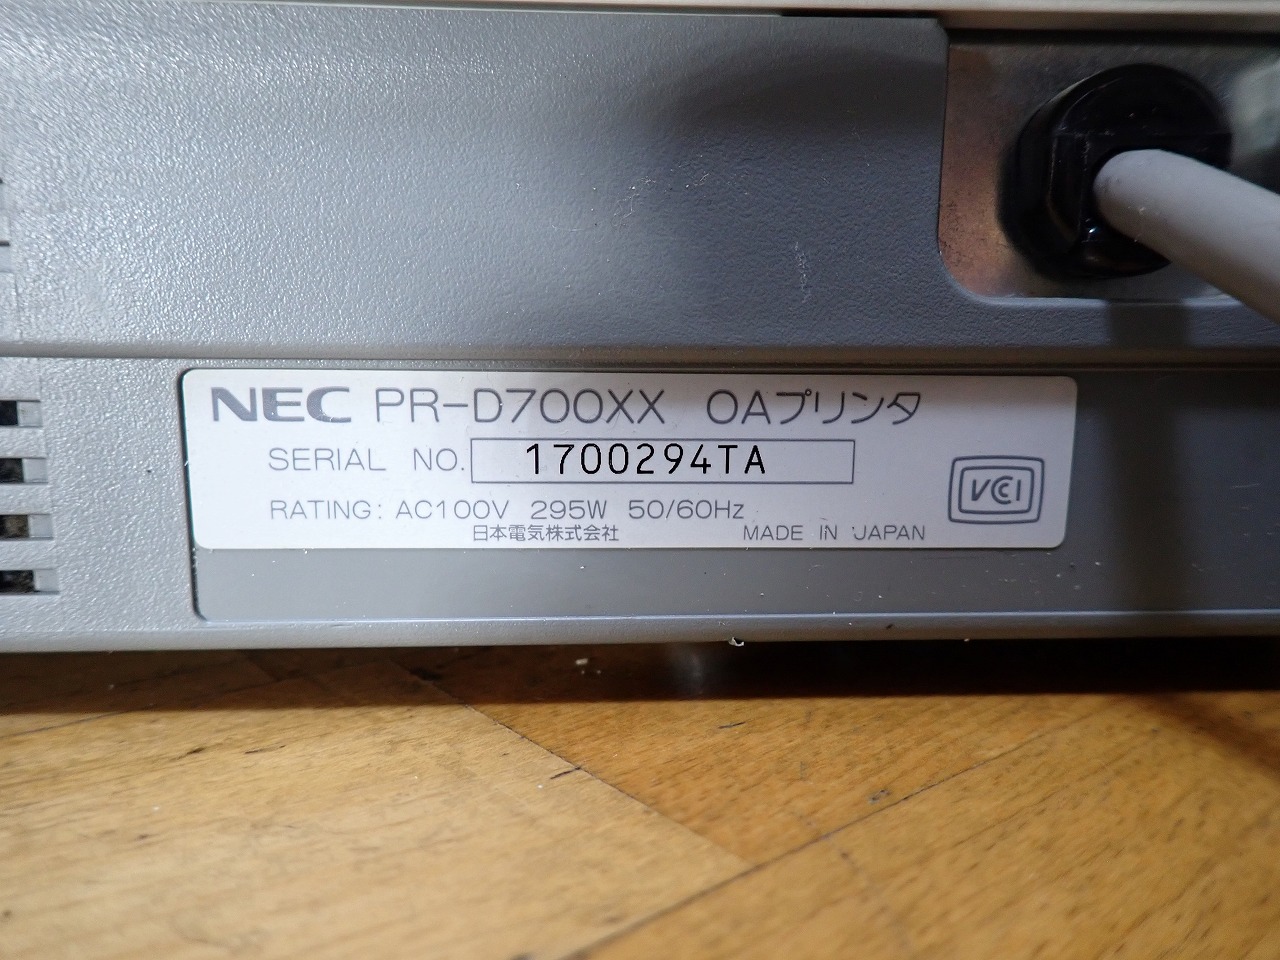 NEC PR-D700XX OAプリンタ
SERIAL NO. 1700294TA
VCCI
RATING: AC100V 295W 50/60Hz
日本電気株式会社 MADE IN JAPAN